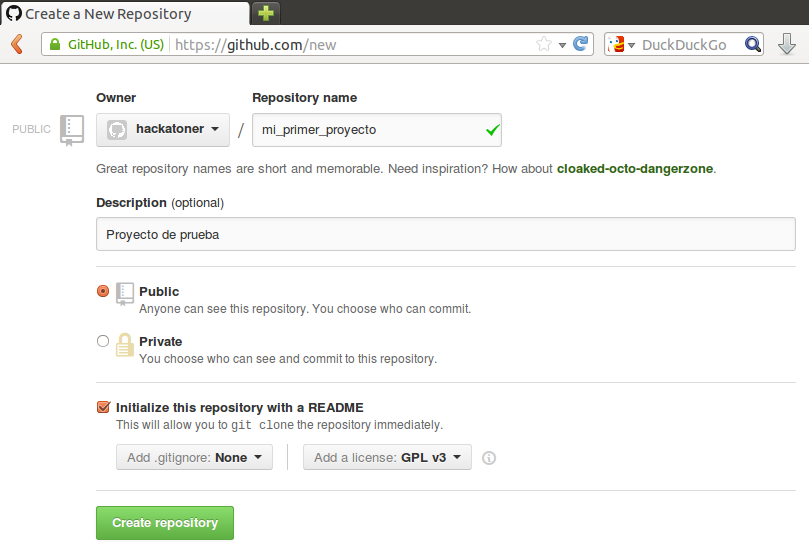 Create a New Repository
GitHub, Inc. (US) https://github.com/new DuckDuckGo
Owner Repository name
PUBLIC hackatoner / mi_primer_proyecto
Great repository names are short and memorable. Need inspiration? How about cloaked-octo-dangerzone.
Description (optional)
Proyecto de prueba
Public
Anyone can see this repository. You choose who can commit.
Private
You choose who can see and commit to this repository.
Initialize this repository with a README
This will allow you to git clone the repository immediately.
Add .gitignore: None Add a license: GPL v3
Create repository